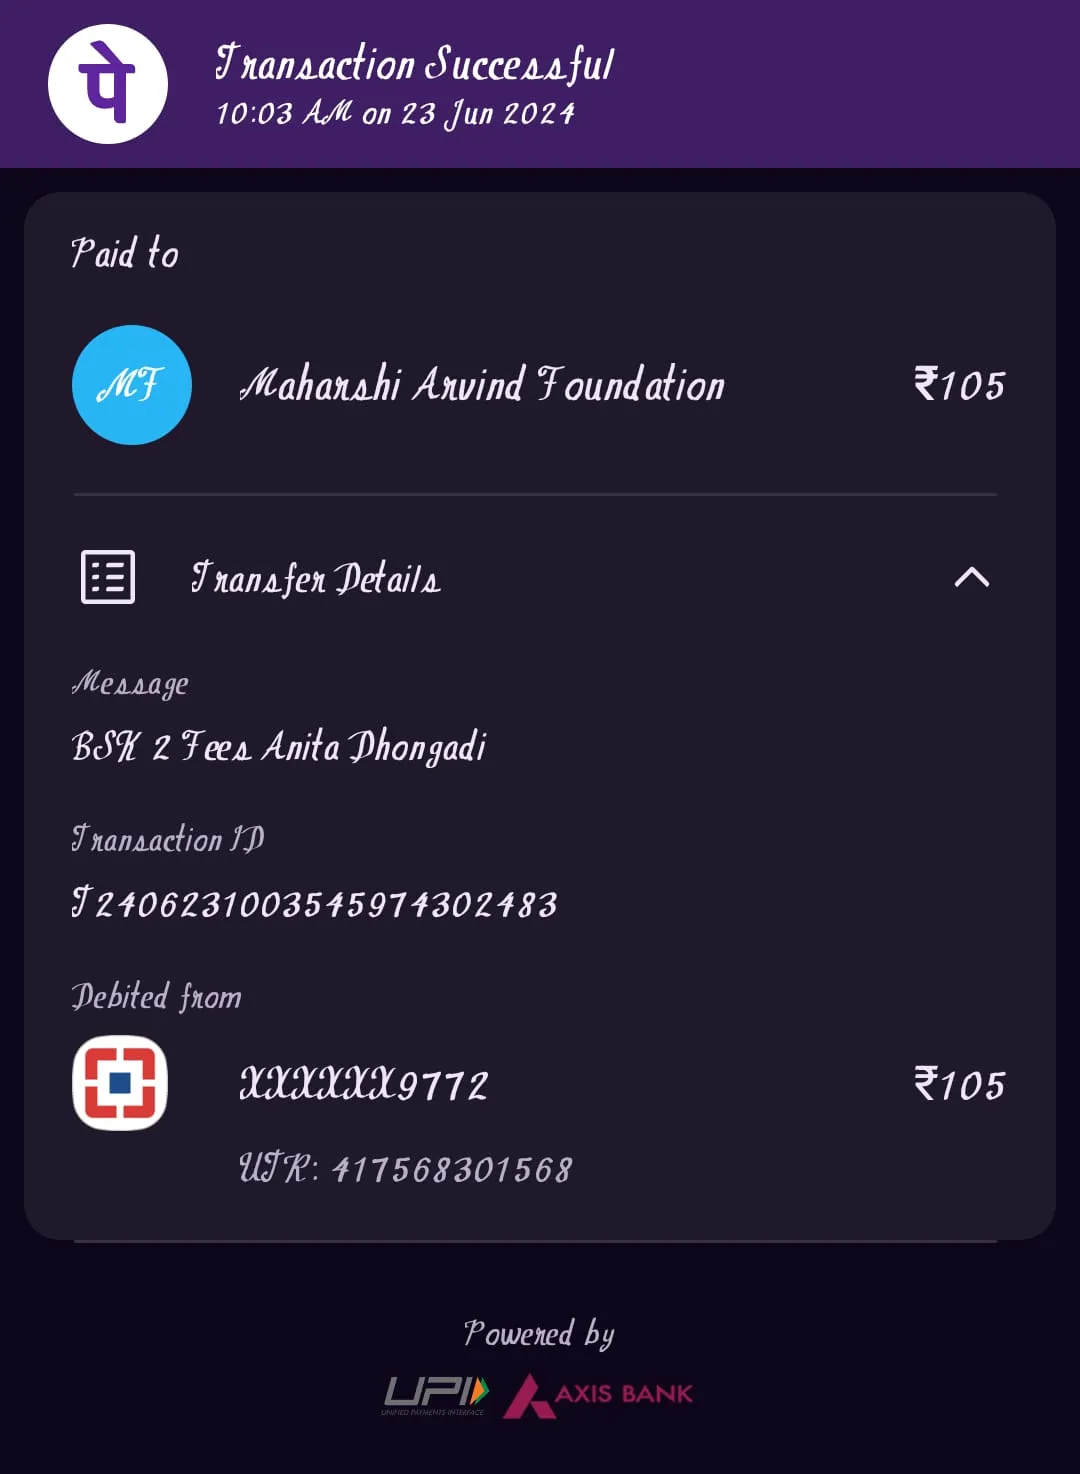 पे
Transaction Successful
10:03 AM on 23 Jun 2024
Paid to
MF
Maharshi Arvind Foundation
₹105
Transfer Details
Message
BSK 2 Fees Anita Dhongadi
Transaction ID
T2406231003545974302483
Debited from
XXXXXX9772
₹105
UTR: 417568301568
Powered by
UPI
UNIFIED PAYMENTS INTERFACE
AXIS BANK